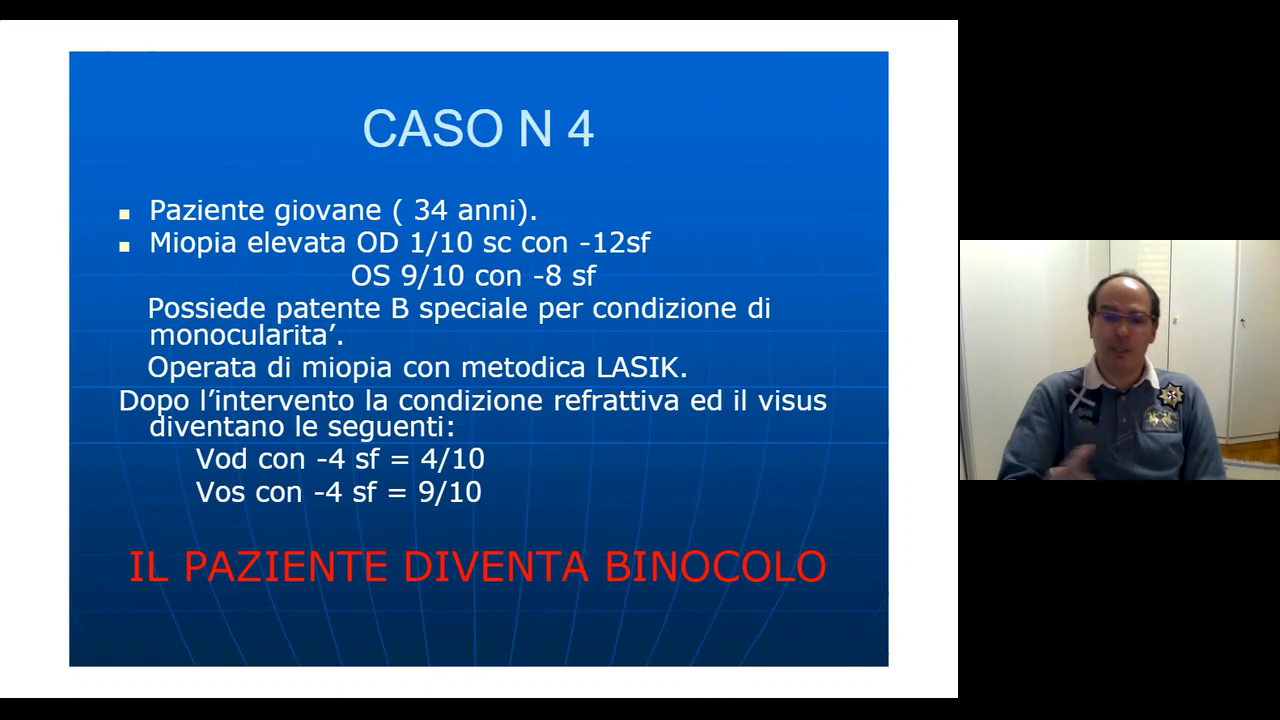 CASO N 4
Paziente giovane ( 34 anni).
Miopia elevata OD 1/10 sc con -12sf
OS 9/10 con -8 sf
Possiede patente B speciale per condizione di
monocularita’.
Operata di miopia con metodica LASIK.
Dopo l’intervento la condizione refrattiva ed il visus
diventano le seguenti:
Vod con -4 sf = 4/10
Vos con -4 sf = 9/10
IL PAZIENTE DIVENTA BINOCOLO